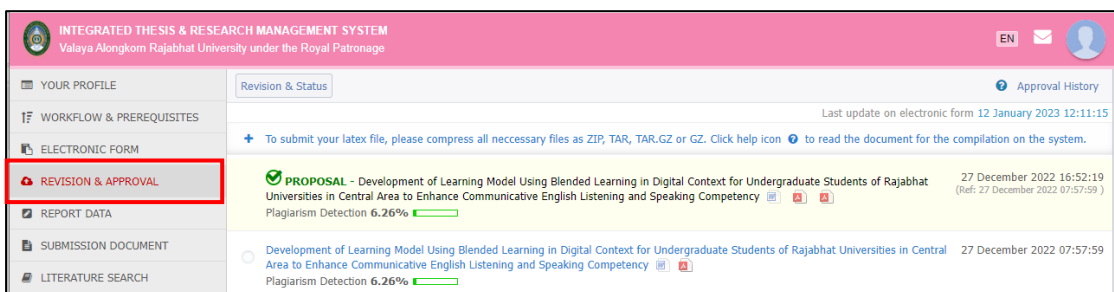 INTEGRATED THESIS & RESEARCH MANAGEMENT SYSTEM
Valaya Alongkorn Rajabhat University under the Royal Patronage
EN
YOUR PROFILE
WORKFLOW & PREREQUISITES
ELECTRONIC FORM
REVISION & APPROVAL
REPORT DATA
SUBMISSION DOCUMENT
LITERATURE SEARCH
Revision & Status
Approval History
Last update on electronic form 12 January 2023 12:11:15
To submit your latex file, please compress all neccessary files as ZIP, TAR, TAR.GZ or GZ. Click help icon to read the document for the compilation on the system.
PROPOSAL - Development of Learning Model Using Blended Learning in Digital Context for Undergraduate Students of Rajabhat
Universities in Central Area to Enhance Communicative English Listening and Speaking Competency
Plagiarism Detection 6.26%
27 December 2022 16:52:19
(Ref: 27 December 2022 07:57:59 )
Development of Learning Model Using Blended Learning in Digital Context for Undergraduate Students of Rajabhat Universities in Central
Area to Enhance Communicative English Listening and Speaking Competency
Plagiarism Detection 6.26%
27 December 2022 07:57:59